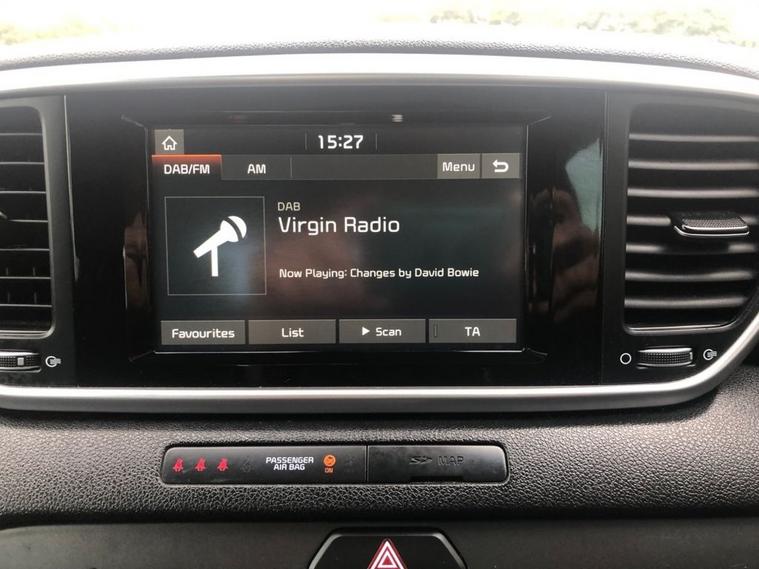 15:27
DAB/FM AM Menu
DAB
Virgin Radio
Now Playing: Changes by David Bowie
Favourites List Scan TA
PASSENGER
AIR BAG
ON
SD MAP